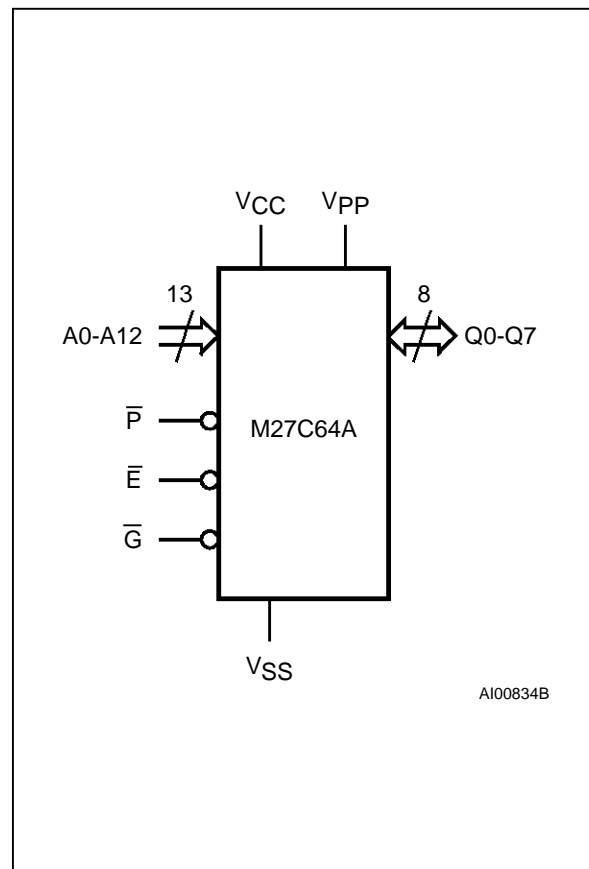 VCC VPP
13 8
A0-A12 Q0-Q7
P̅
M27C64A
E̅
G̅
VSS
AI00834B